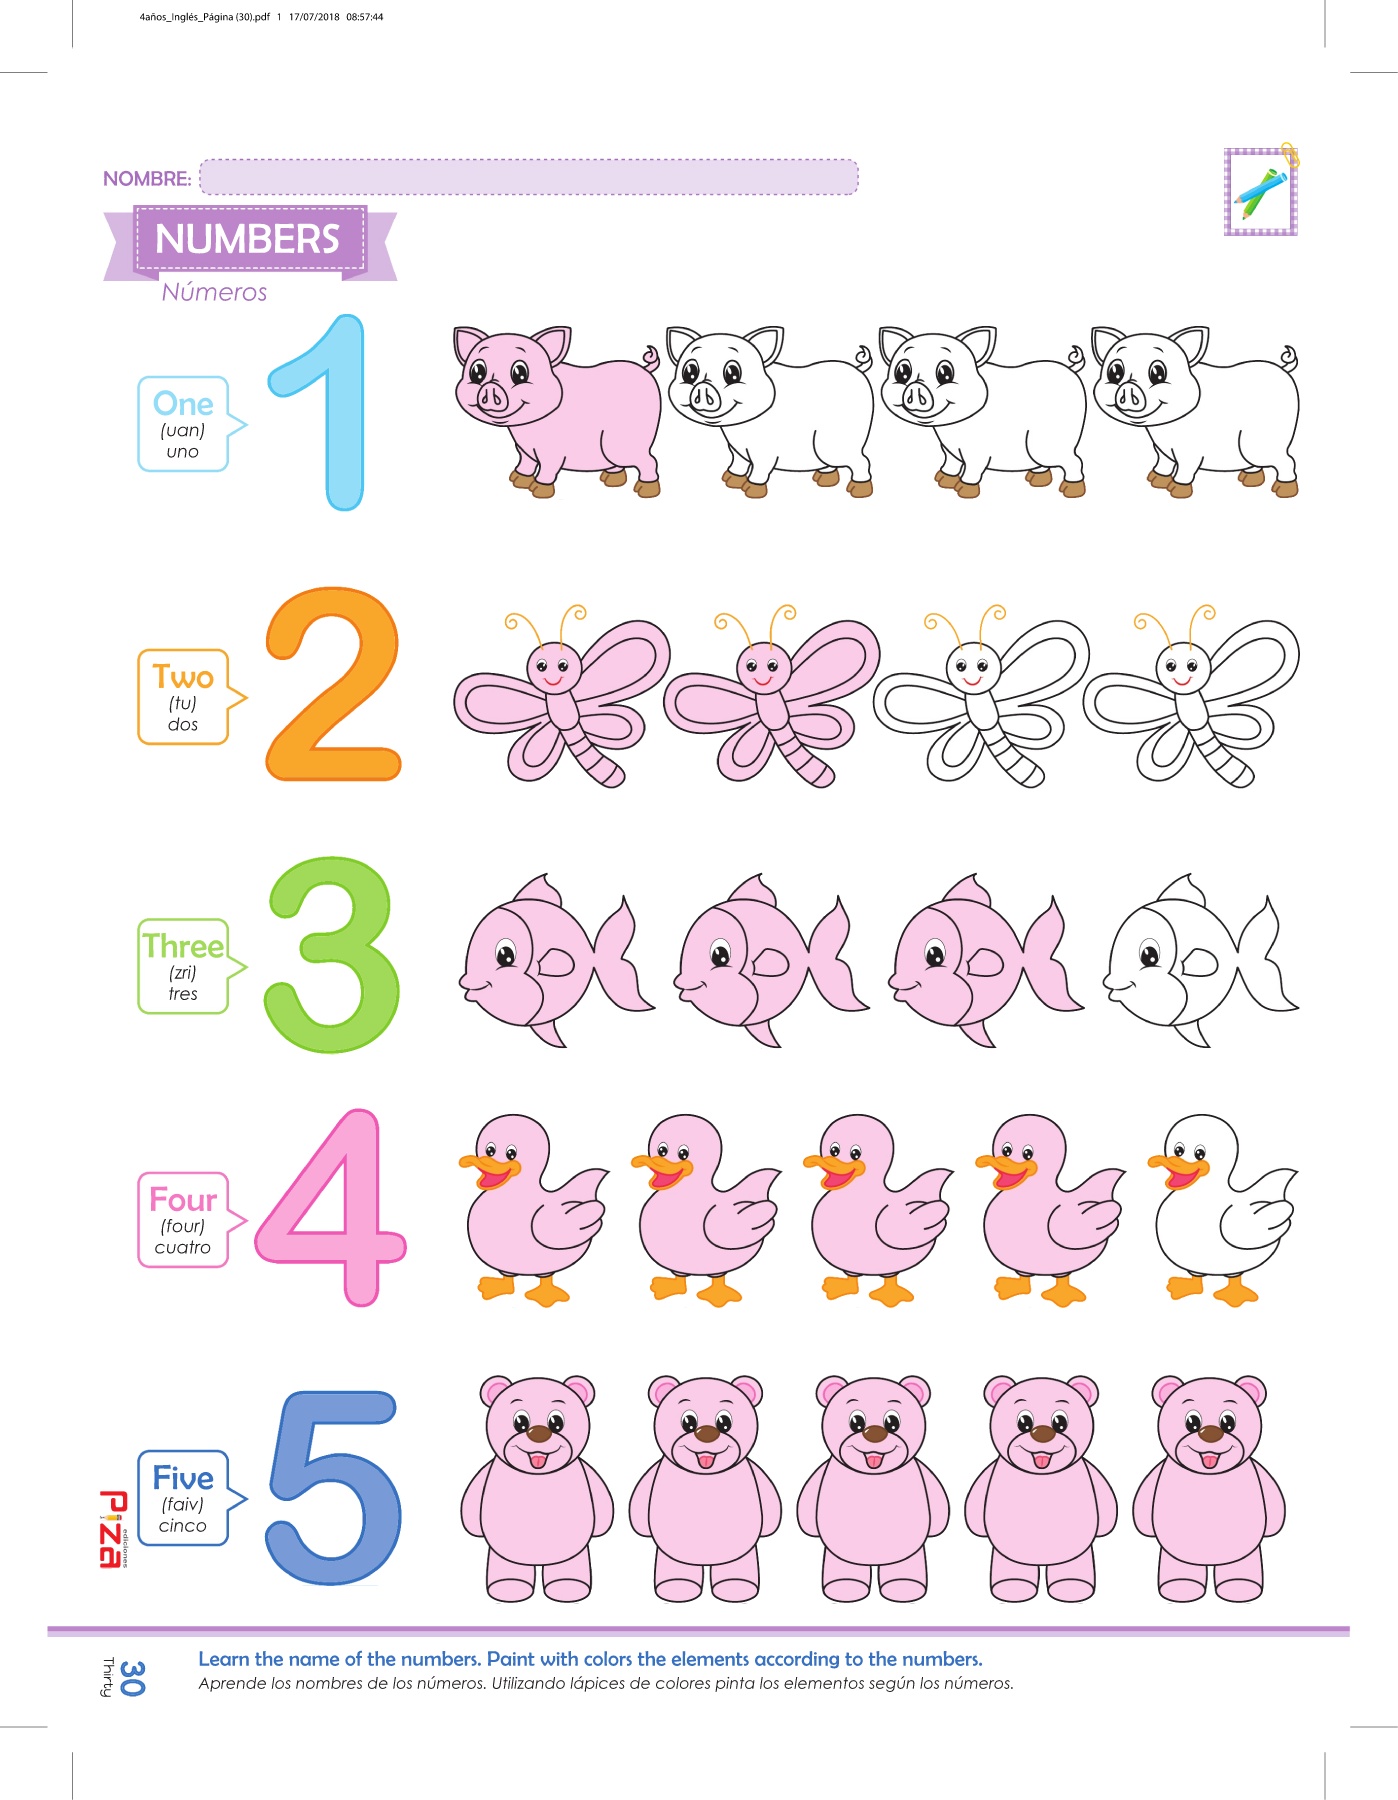 4años_Inglés_Página (30).pdf 1 17/07/2018 08:57:44
NOMBRE:
NUMBERS
Números
One
(uan)
uno
1
Two
(tu)
dos
2
Three
(zri)
tres
3
Four
(four)
cuatro
4
Five
(faiv)
cinco
5
Piza
ediciones
30
Thirty
Learn the name of the numbers. Paint with colors the elements according to the numbers.
Aprende los nombres de los números. Utilizando lápices de colores pinta los elementos según los números.